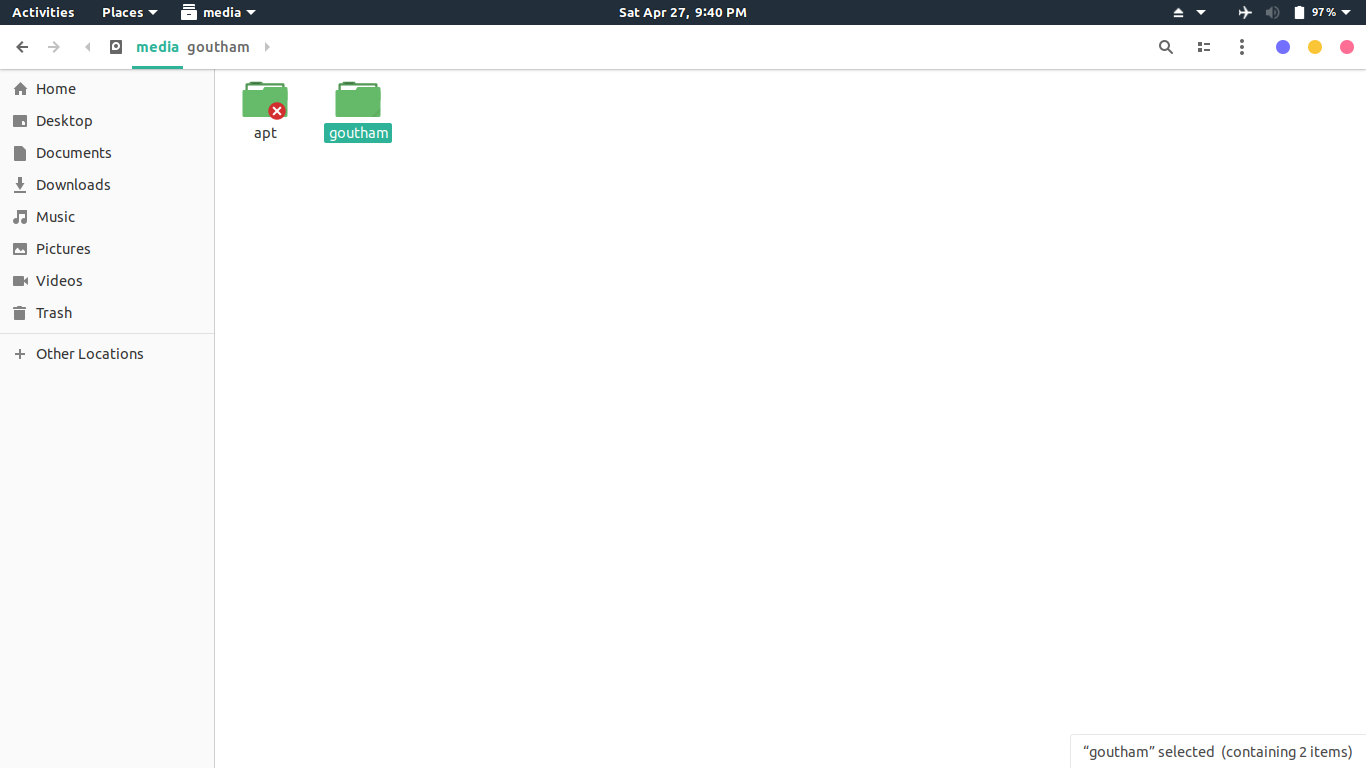 Activities Places media Sat Apr 27, 9:40 PM 97%
media goutham
Home
Desktop
Documents
Downloads
Music
Pictures
Videos
Trash
Other Locations
apt goutham
“goutham” selected (containing 2 items)